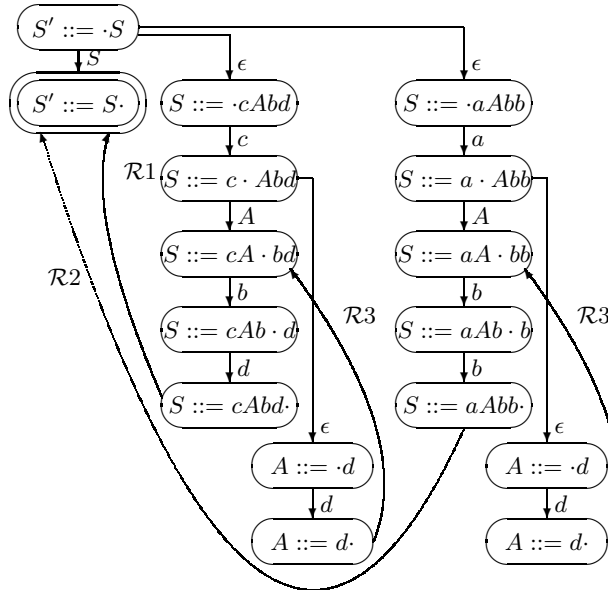 S′ ::= ·S
S
ϵ
ϵ
S′ ::= S·
S ::= ·cAbd
S ::= ·aAbb
c
a
ℛ1
S ::= c · Abd
S ::= a · Abb
A
A
S ::= cA · bd
S ::= aA · bb
ℛ2
b
ℛ3
b
ℛ3
S ::= cAb · d
S ::= aAb · b
d
b
S ::= cAbd·
S ::= aAbb·
ϵ
ϵ
A ::= ·d
A ::= ·d
d
d
A ::= d·
A ::= d·